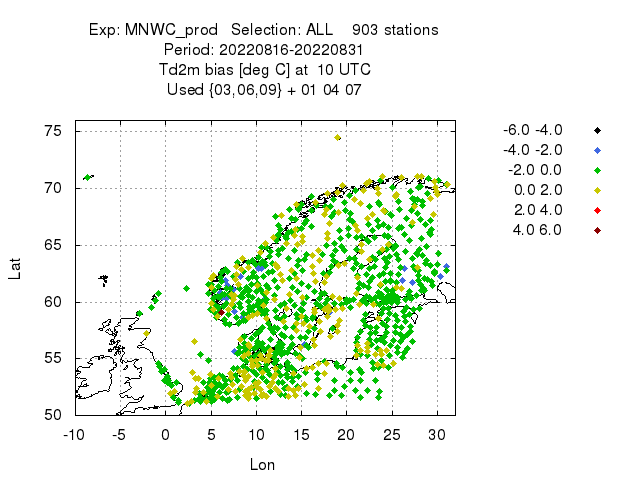 Exp: MNWC_prod Selection: ALL 903 stations
Period: 20220816-20220831
Td2m bias [deg C] at 10 UTC
Used {03,06,09} + 01 04 07
-6.0 -4.0
-4.0 -2.0
-2.0 0.0
0.0 2.0
2.0 4.0
4.0 6.0
75
70
65
60
55
50
Lat
-10 -5 0 5 10 15 20 25 30
Lon